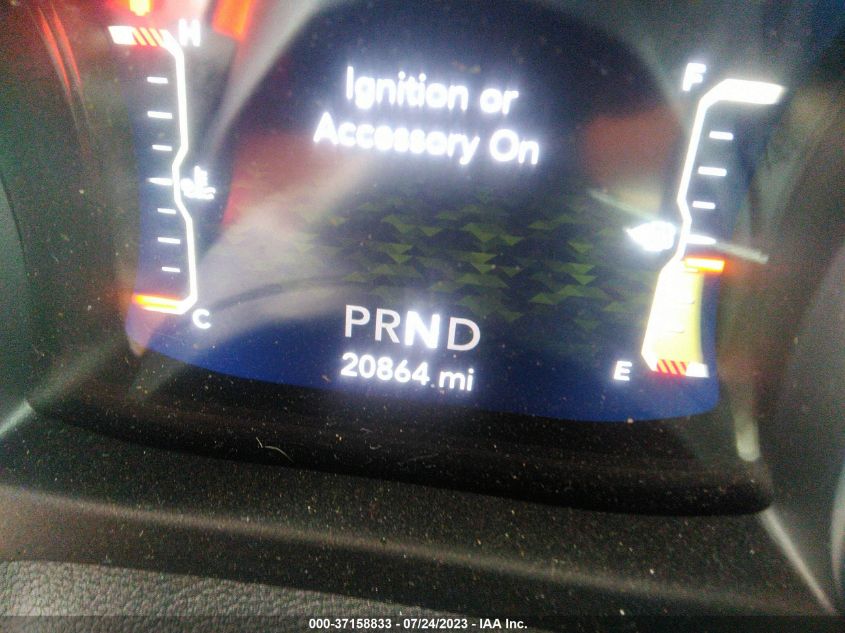 H
F
Ignition or
Accessory On
C
PRND
20864 mi
E
000-37158833 - 07/24/2023 - IAA Inc.